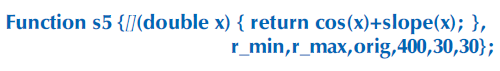 Function s5 {[](double x) { return cos(x)+slope(x); },
r_min,r_max,orig,400,30,30};